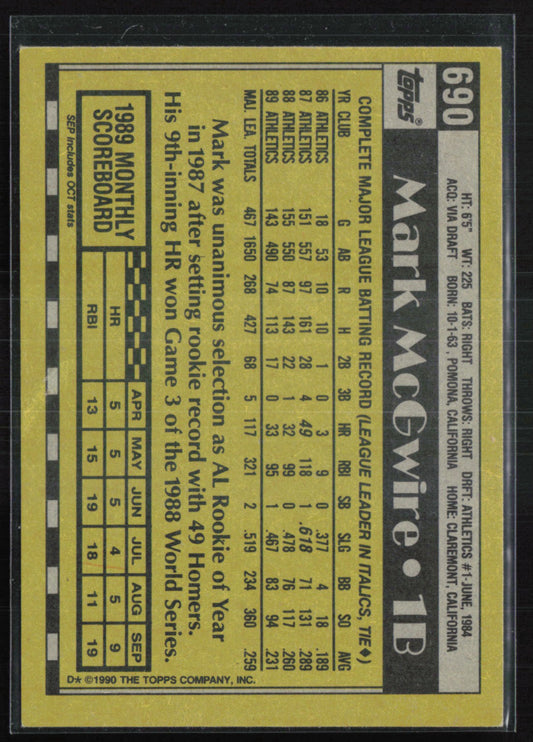 690
HT: 6'5" WT: 225 BATS: RIGHT THROWS: RIGHT DRFT: ATHLETICS #1-JUNE, 1984
ACQ: VIA DRAFT BORN: 10-1-63, POMONA, CALIFORNIA HOME: CLAREMONT, CALIFORNIA
topps®
Mark McGwire • 1B
COMPLETE MAJOR LEAGUE BATTING RECORD (LEAGUE LEADER IN ITALICS, TIE♦)
YR CLUB G AB R H 2B 3B HR RBI SB SLG BB SO AVG
86 ATHLETICS 18 53 10 10 1 0 3 9 0 .377 4 18 .189
87 ATHLETICS 151 557 97 161 28 4 49 118 1 .618 71 131 .289
88 ATHLETICS 155 550 87 143 22 1 32 99 0 .478 76 117 .260
89 ATHLETICS 143 490 74 113 17 0 33 95 1 .467 83 94 .231
MAJ. LEA. TOTALS 467 1650 268 427 68 5 117 321 2 .519 234 360 .259
Mark was unanimous selection as AL Rookie of Year
in 1987 after setting rookie record with 49 Homers.
His 9th-inning HR won Game 3 of the 1988 World Series.
1989 MONTHLY
SCOREBOARD
APR MAY JUN JUL AUG SEP
HR 5 5 5 4 5 9
RBI 13 15 19 18 11 19
SEP includes OCT stats
D* ©1990 THE TOPPS COMPANY, INC.